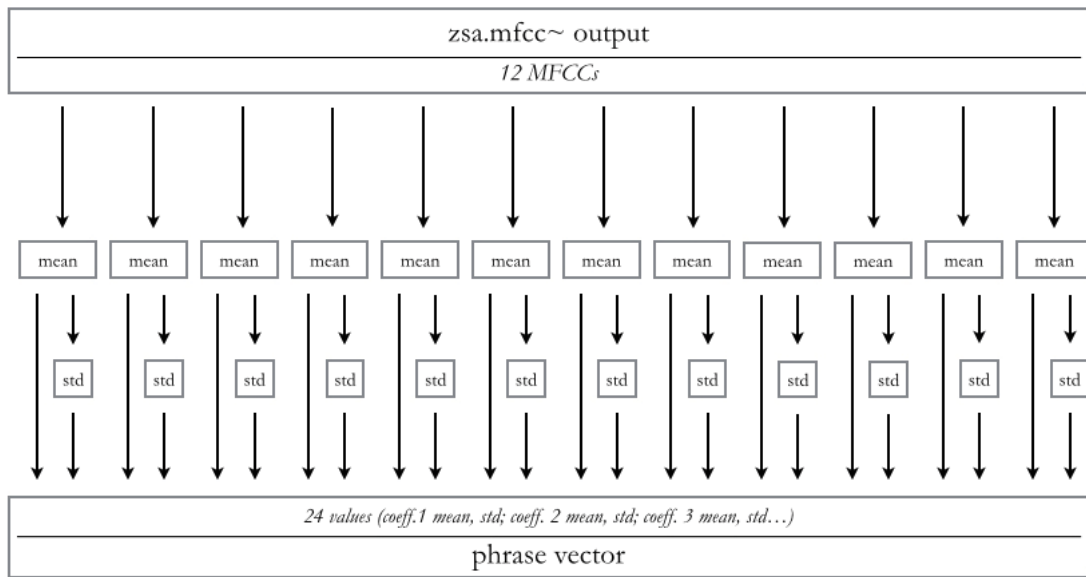 zsa.mfcc~ output
12 MFCCs
mean mean mean mean mean mean mean mean mean mean mean mean
std std std std std std std std std std std std
24 values (coeff.1 mean, std; coeff. 2 mean, std; coeff. 3 mean, std…)
phrase vector